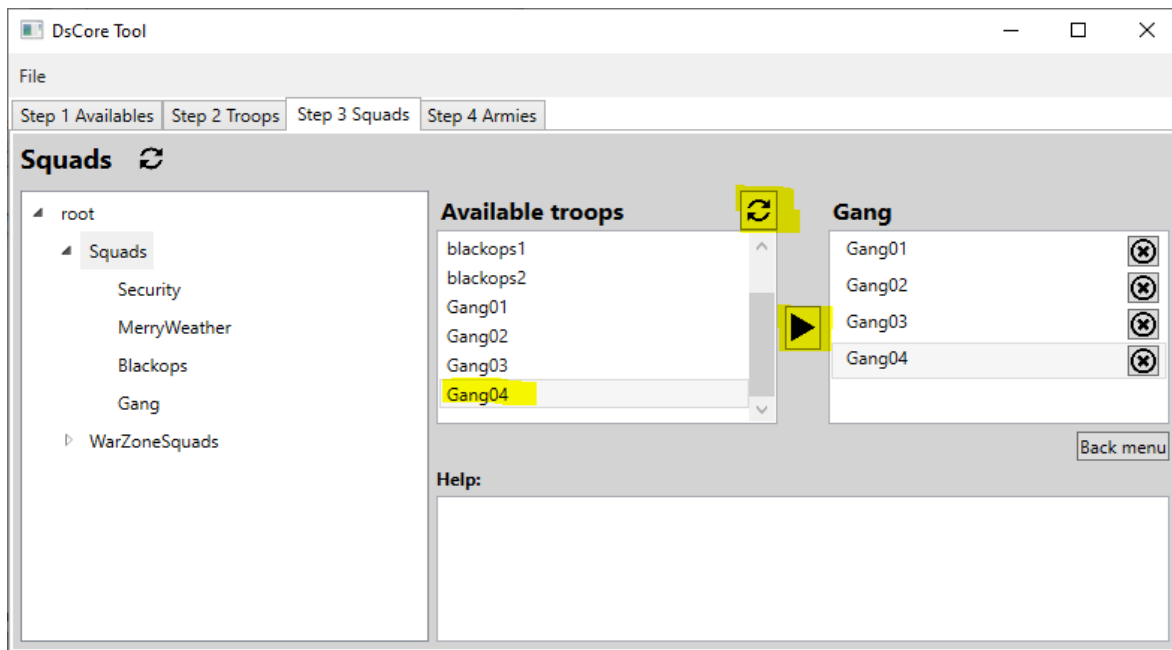 DsCore Tool
File
Step 1 Availables
Step 2 Troops
Step 3 Squads
Step 4 Armies
Squads
root
Squads
Security
MerryWeather
Blackops
Gang
WarZoneSquads
Available troops
blackops1
blackops2
Gang01
Gang02
Gang03
Gang04
Gang
Gang01
Gang02
Gang03
Gang04
Back menu
Help: